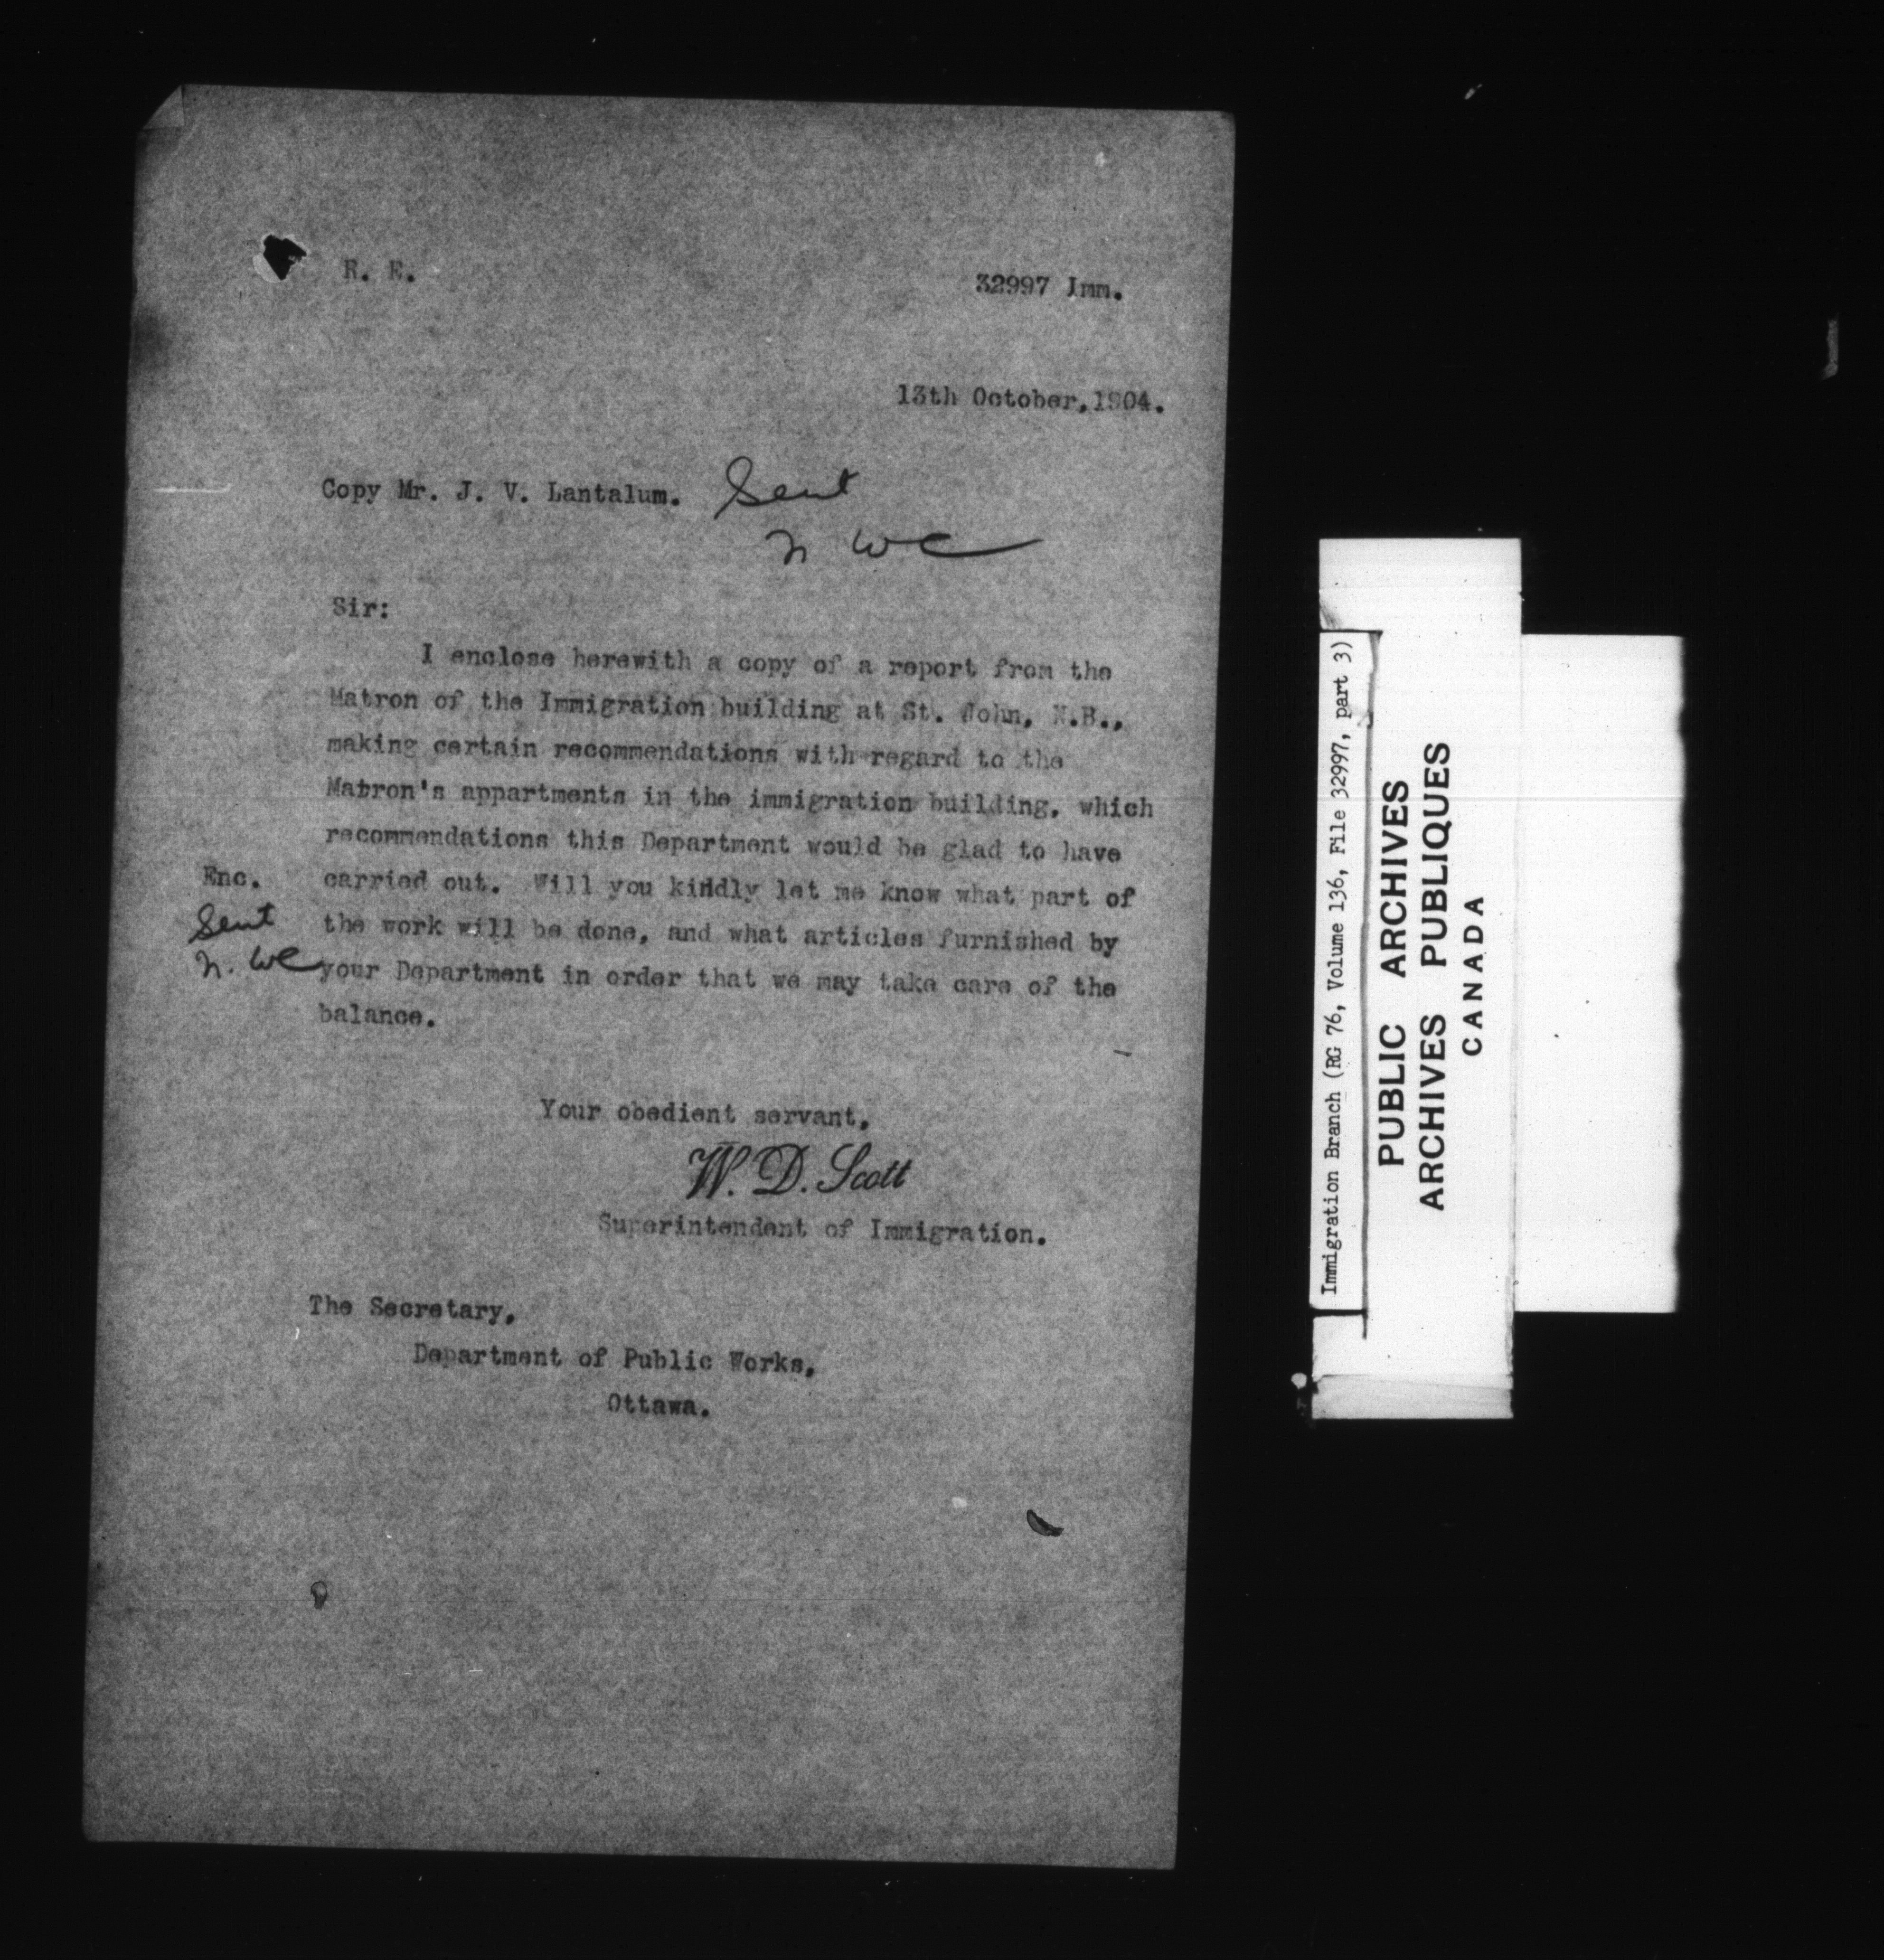 R. E.
32997 Imm.
13th October, 1904.
Copy Mr. J. V. Lantalum. Sent
N WC
Sir:
I enclose herewith a copy of a report from the
Matron of the Immigration building at St. John, N.B.,
making certain recommendations with regard to the
Matron's appartments in the immigration building, which
recommendations this Department would be glad to have
Enc.
carried out. Will you kindly let me know what part of
Sent
the work will be done, and what articles furnished by
N. WC
your Department in order that we may take care of the
balance.
Your obedient servant,
W. D. Scott
Superintendent of Immigration.
The Secretary,
Department of Public Works,
Ottawa.
Immigration Branch (RG 76, Volume 136, File 32997, part 3)
PUBLIC ARCHIVES
ARCHIVES PUBLIQUES
CANADA